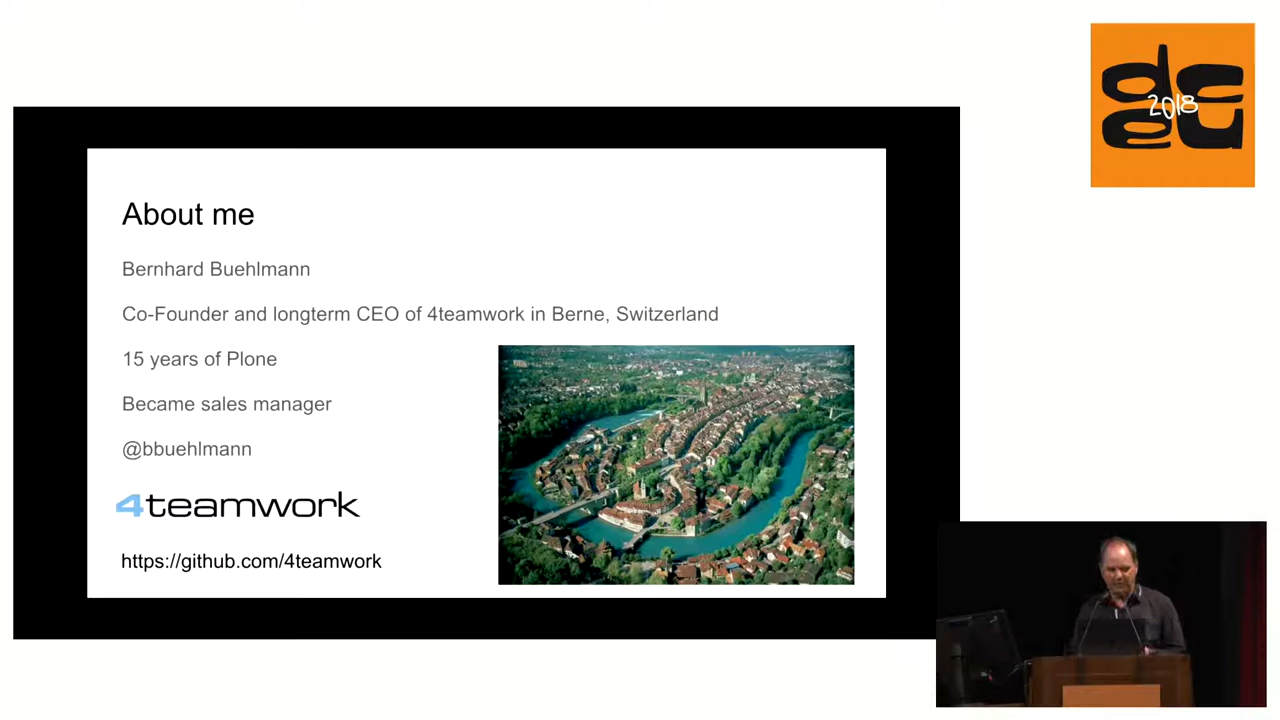 2018
About me
Bernhard Buehlmann
Co-Founder and longterm CEO of 4teamwork in Berne, Switzerland
15 years of Plone
Became sales manager
@bbuehlmann
4teamwork
https://github.com/4teamwork